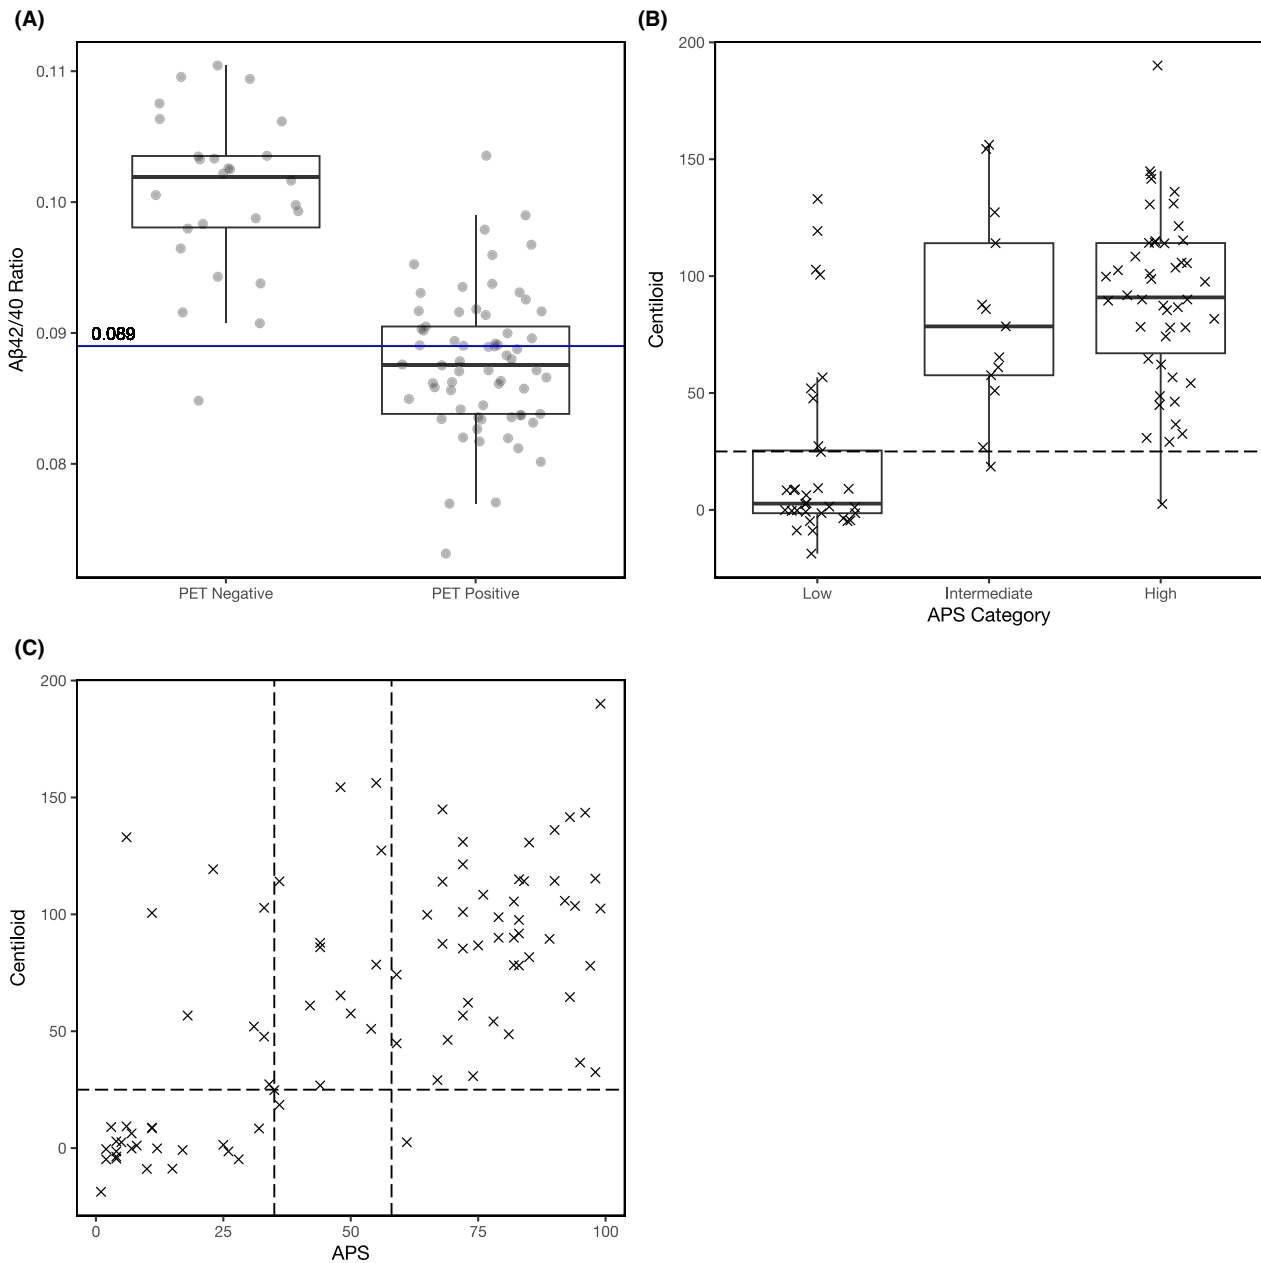 (A)
0.11
0.10
0.09
0.08
0.089
Aβ42/40 Ratio
PET Negative
PET Positive
(B)
200
150
100
50
0
Centiloid
Low
Intermediate
High
APS Category
(C)
200
150
100
50
0
Centiloid
0
25
50
75
100
APS